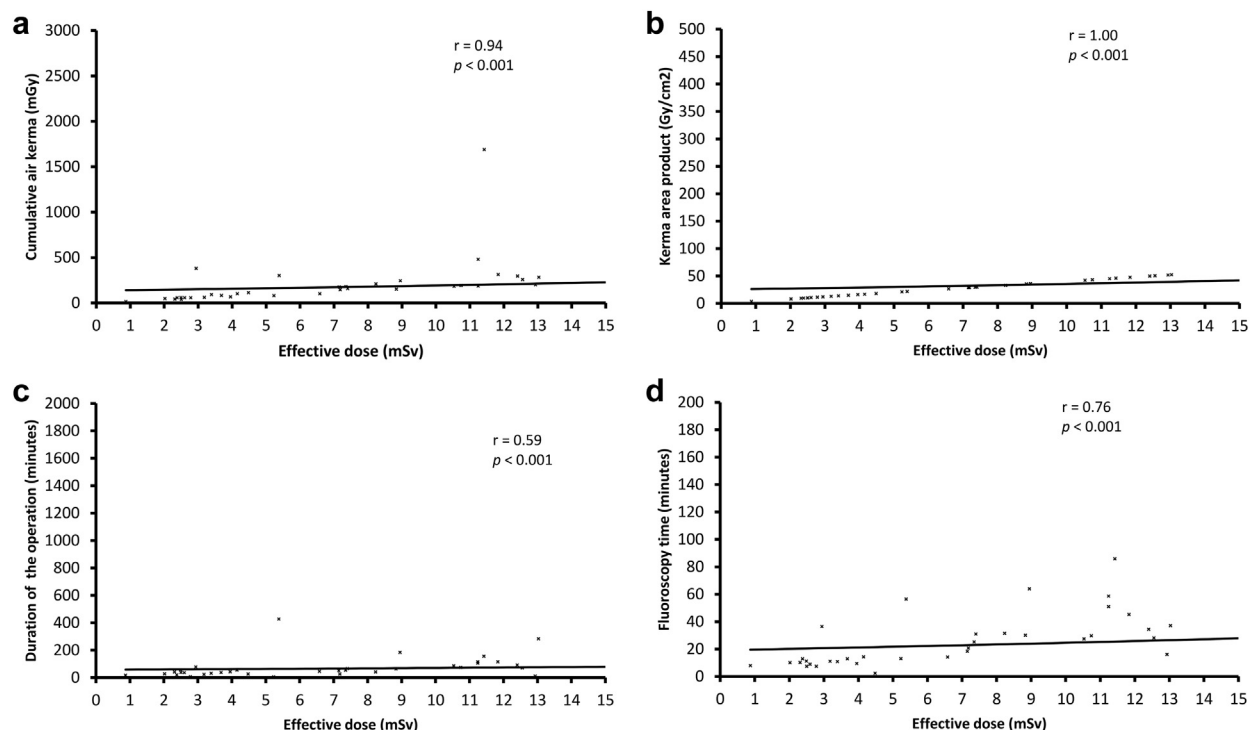 a
r = 0.94
p < 0.001
Cumulative air kerma (mGy)
3000
2500
2000
1500
1000
500
0
0 1 2 3 4 5 6 7 8 9 10 11 12 13 15
Effective dose (mSv)
b
r = 1.00
p < 0.001
Kerma area product (Gy/cm2)
500
450
400
350
300
250
200
150
100
50
0
0 1 2 3 4 5 6 7 8 9 10 11 12 13 15
Effective dose (mSv)
c
r = 0.59
p < 0.001
Duration of the operation (minutes)
2000
1800
1600
1400
1200
1000
800
600
400
200
0
0 1 2 3 4 5 6 7 8 9 10 11 12 13 15
Effective dose (mSv)
d
r = 0.76
p < 0.001
Fluoroscopy time (minutes)
200
180
160
140
120
100
80
60
40
20
0
0 1 2 3 4 5 6 7 8 9 10 11 12 13 15
Effective dose (mSv)